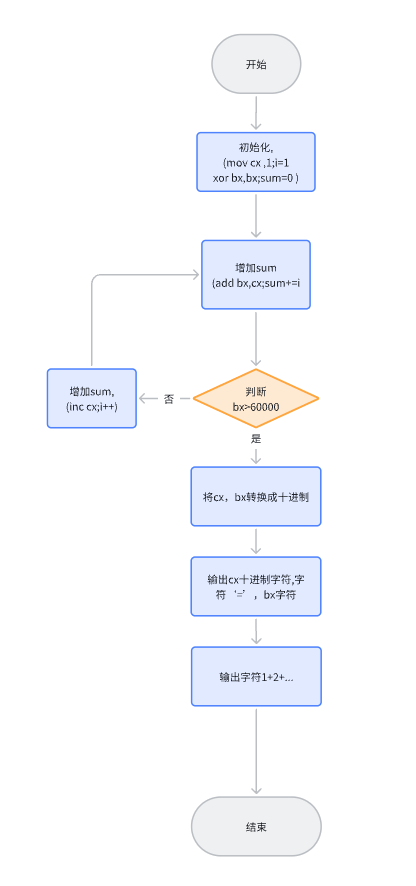 开始
初始化,
(mov cx ,1;i=1
xor bx,bx;sum=0 )
增加sum
(add bx,cx;sum+=i
判断
bx>60000
否
增加sum,
(inc cx;i++)
是
将cx，bx转换成十进制
输出cx十进制字符,字
符‘=’，bx字符
输出字符1+2+...
结束